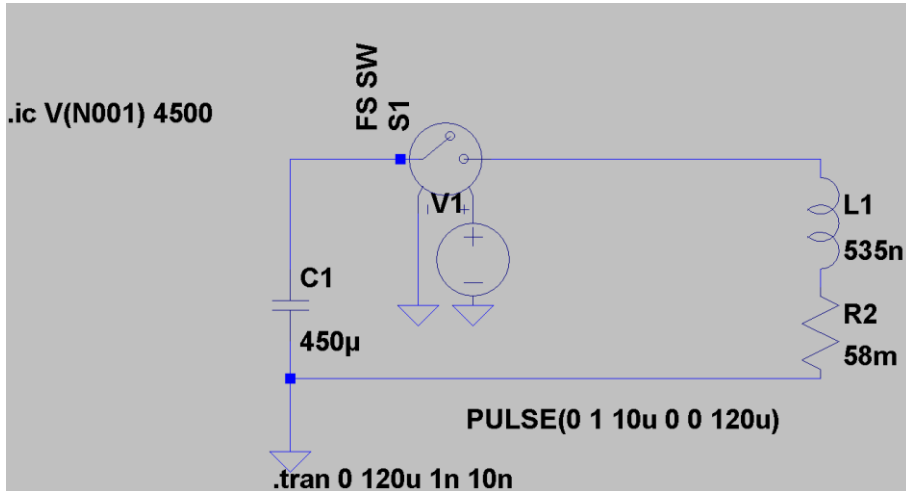 .ic V(N001) 4500
FS SW
S1
V1
L1
535n
C1
450µ
R2
58m
PULSE(0 1 10u 0 0 120u)
.tran 0 120u 1n 10n